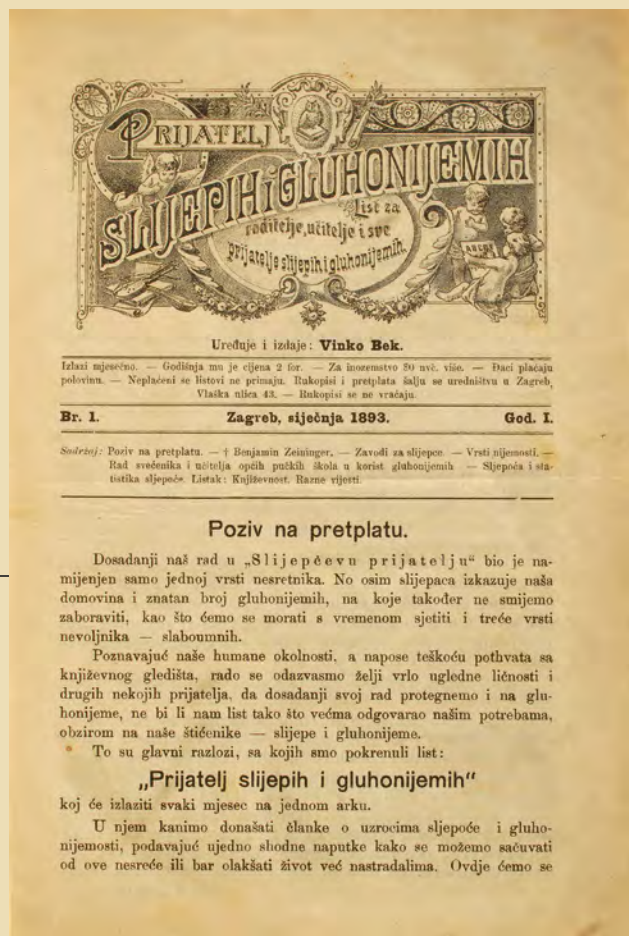 PRIJATELJ
SLIJEPIH i GLUHONIJEMIH
List za
roditelje, učitelje i sve
prijatelje slijepih i gluhonijemih.
ABCDE
Uređuje i izdaje: Vinko Bek.
Izlazi mjesečno. — Godišnja mu je cijena 2 for. — Za inozemstvo 80 nvč. više. — Đaci plaćaju
polovinu. — Neplaćeni se listovi ne primaju. Rukopisi i pretplata šalju se uredništvu u Zagreb,
Vlaška ulica 43. — Rukopisi se ne vraćaju.
Br. 1. Zagreb, siječnja 1893. God. I.
Sadržaj: Poziv na pretplatu. — † Benjamin Zeininger. — Zavodi za slijepce. — Vrsti nijemosti. —
Rad svećenika i učitelja općih pučkih škola u korist gluhonijemih — Sljepoća i sta-
tistika sljepoće. Listak: Književnost. Razne vijesti.
Poziv na pretplatu.
Dosadanji naš rad u „Slijepčevu prijatelju“ bio je na-
mijenjen samo jednoj vrsti nesretnika. No osim slijepaca izkazuje naša
domovina i znatan broj gluhonijemih, na koje također ne smijemo
zaboraviti, kao što ćemo se morati s vremenom sjetiti i treće vrsti
nevoljnika — slaboumnih.
Poznavajuć naše humane okolnosti, a napose teškoću pothvata sa
književnog gledišta, rado se odazvasmo želji vrlo ugledne ličnosti i
drugih nekojih prijatelja, da dosadanji svoj rad protegnemo i na glu-
honijeme, ne bi li nam list tako što većma odgovarao našim potrebama,
obzirom na naše štićenike — slijepe i gluhonijeme.
To su glavni razlozi, sa kojih smo pokrenuli list:
„Prijatelj slijepih i gluhonijemih“
koj će izlaziti svaki mjesec na jednom arku.
U njem kanimo donašati članke o uzrocima sljepoće i gluho-
nijemosti, podavajuć ujedno shodne naputke kako se možemo sačuvati
od ove nesreće ili bar olakšati život već nastradalima. Ovdje ćemo se